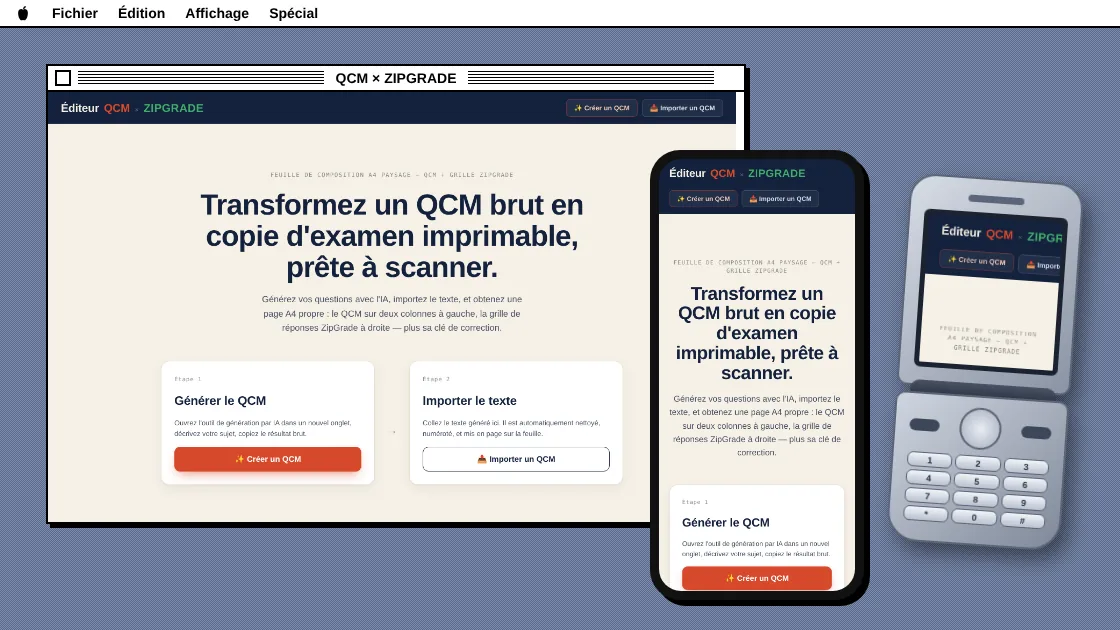 Fichier Édition Affichage Spécial
QCM × ZIPGRADE
Éditeur QCM × ZIPGRADE
✨ Créer un QCM 📥 Importer un QCM
FEUILLE DE COMPOSITION A4 PAYSAGE — QCM + GRILLE ZIPGRADE
Transformez un QCM brut en
copie d'examen imprimable,
prête à scanner.
Générez vos questions avec l'IA, importez le texte, et obtenez une
page A4 propre : le QCM sur deux colonnes à gauche, la grille de
réponses ZipGrade à droite — plus sa clé de correction.
Étape 1
Générer le QCM
Ouvrez l'outil de génération par IA dans un nouvel onglet,
décrivez votre sujet, copiez le résultat brut.
✨ Créer un QCM
→
Étape 2
Importer le texte
Collez le texte généré ici. Il est automatiquement nettoyé,
numéroté, et mis en page sur la feuille.
📥 Importer un QCM
Éditeur QCM × ZIPGRADE
✨ Créer un QCM 📥 Importer un QCM
FEUILLE DE COMPOSITION A4 PAYSAGE — QCM +
GRILLE ZIPGRADE
Transformez un
QCM brut en copie
d'examen
imprimable, prête à
scanner.
Générez vos questions avec l'IA, importez le
texte, et obtenez une page A4 propre : le QCM
sur deux colonnes à gauche, la grille de
réponses ZipGrade à droite — plus sa clé de
correction.
Étape 1
Générer le QCM
Ouvrez l'outil de génération par IA dans un nouvel
onglet, décrivez votre sujet, copiez le résultat brut.
✨ Créer un QCM
Éditeur QCM × ZIPGR
✨ Créer un QCM 📥 Import
FEUILLE DE COMPOSITION
A4 PAYSAGE — QCM +
GRILLE ZIPGRADE
1 2 3
4 5 6
7 8 9
* 0 #